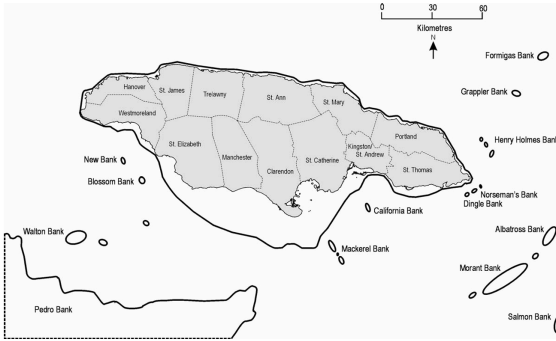 0 30 60
Kilometres
N
Formigas Bank
Grappler Bank
Hanover
St. James
Trelawny
St. Ann
St. Mary
Westmoreland
Portland
Henry Holmes Bank
St. Elizabeth
Manchester
Clarendon
St. Catherine
Kingston/
St. Andrew
St. Thomas
New Bank
Blossom Bank
Norseman's Bank
Dingle Bank
California Bank
Walton Bank
Albatross Bank
Mackerel Bank
Morant Bank
Pedro Bank
Salmon Bank